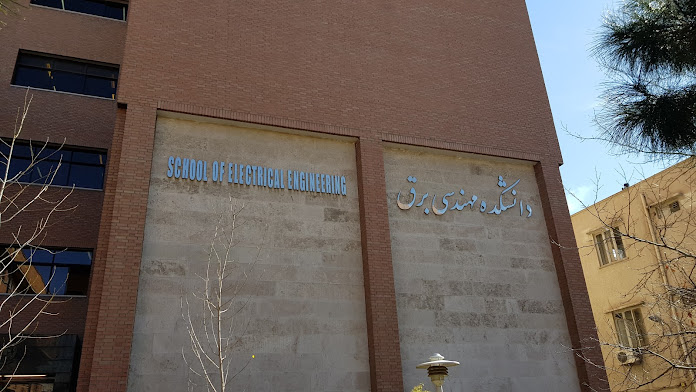 SCHOOL OF ELECTRICAL ENGINEERING
دانشکده مهندسی برق